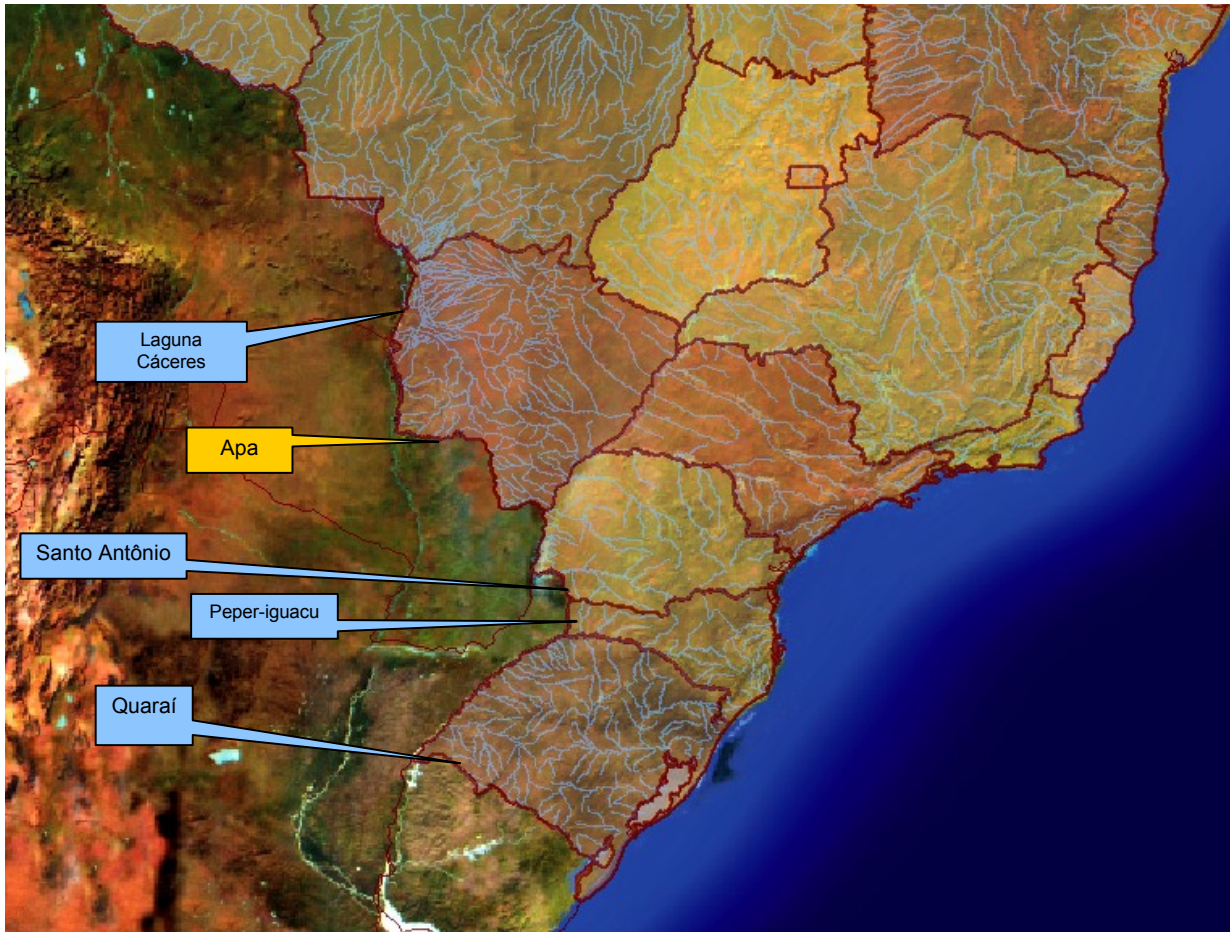 Laguna
Cáceres
Apa
Santo Antônio
Peper-iguacu
Quaraí